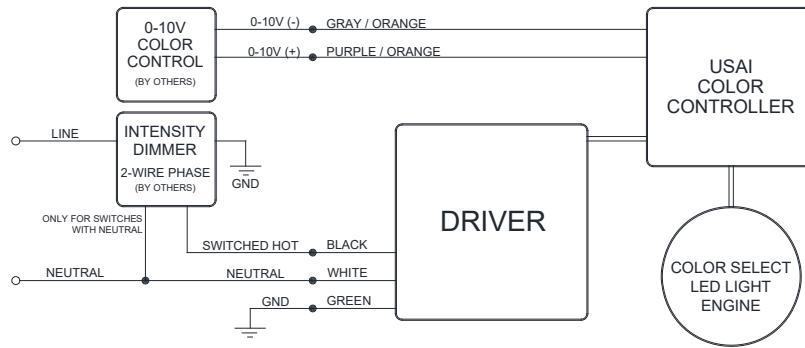 0-10V
COLOR
CONTROL
(BY OTHERS)
0-10V (-)
GRAY / ORANGE
0-10V (+)
PURPLE / ORANGE
USAI
COLOR
CONTROLLER
LINE
INTENSITY
DIMMER
2-WIRE PHASE
(BY OTHERS)
GND
ONLY FOR SWITCHES
WITH NEUTRAL
DRIVER
SWITCHED HOT
BLACK
NEUTRAL
NEUTRAL
WHITE
GND
GREEN
COLOR SELECT
LED LIGHT
ENGINE